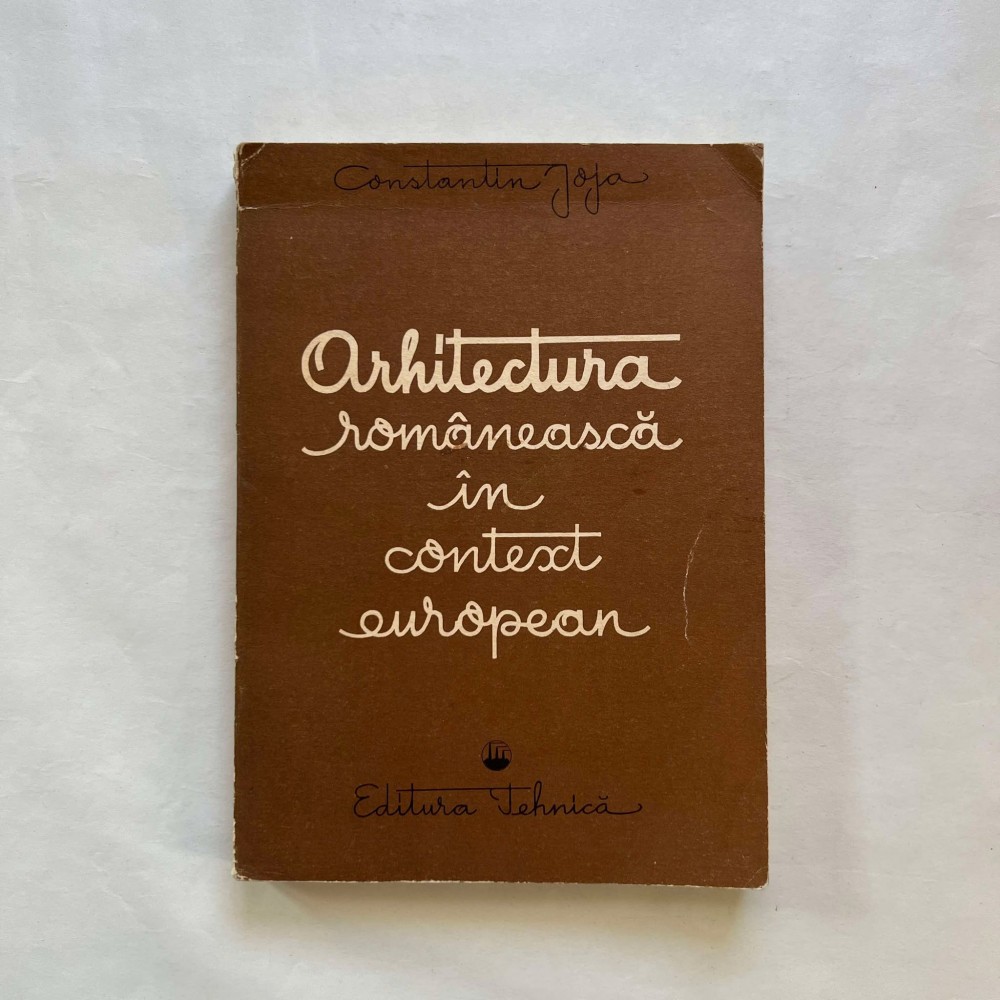 Constantin Joja
Arhitectura
românească
în
context
european
Editura Tehnică